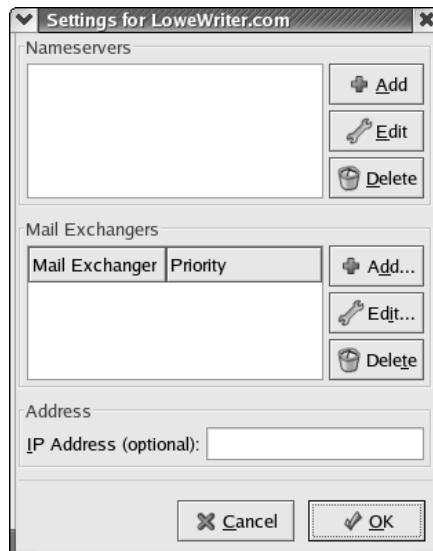 Settings for LoweWriter.com
Nameservers
Add
Edit
Delete
Mail Exchangers
Mail Exchanger Priority
Add...
Edit...
Delete
Address
IP Address (optional):
Cancel OK